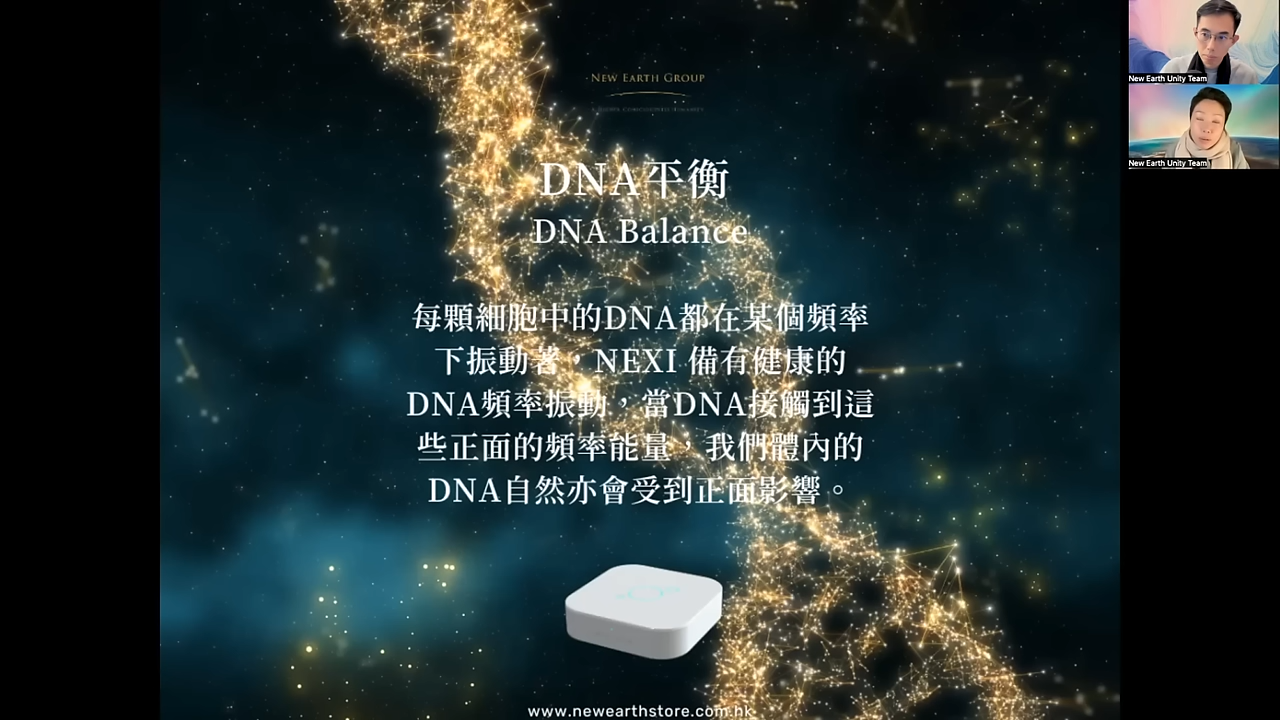 NEW EARTH GROUP
DNA平衡
DNA Balance
每顆細胞中的DNA都在某個頻率
下振動著，NEXI 備有健康的
DNA頻率振動，當DNA接觸到這
些正面的頻率能量，我們體內的
DNA自然亦會受到正面影響。
www.newearthstore.com.hk
New Earth Unity Team
New Earth Unity Team